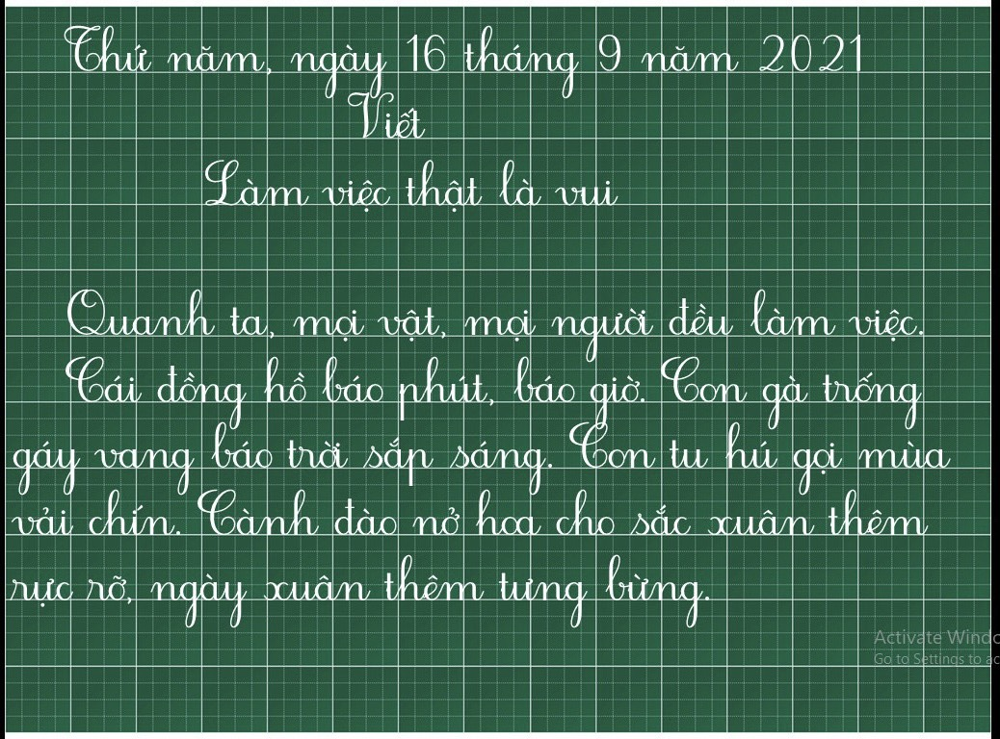 Thứ năm, ngày 16 tháng 9 năm 2021
Viết
Làm việc thật là vui
Quanh ta, mọi vật, mọi người đều làm việc.
Cái đồng hồ báo phút, báo giờ. Con gà trống
gáy vang báo trời sắp sáng. Con tu hú gọi mùa
vải chín. Cành đào nở hoa cho sắc xuân thêm
rực rỡ, ngày xuân thêm tưng bừng.
Activate Windo
Go to Settings to ac